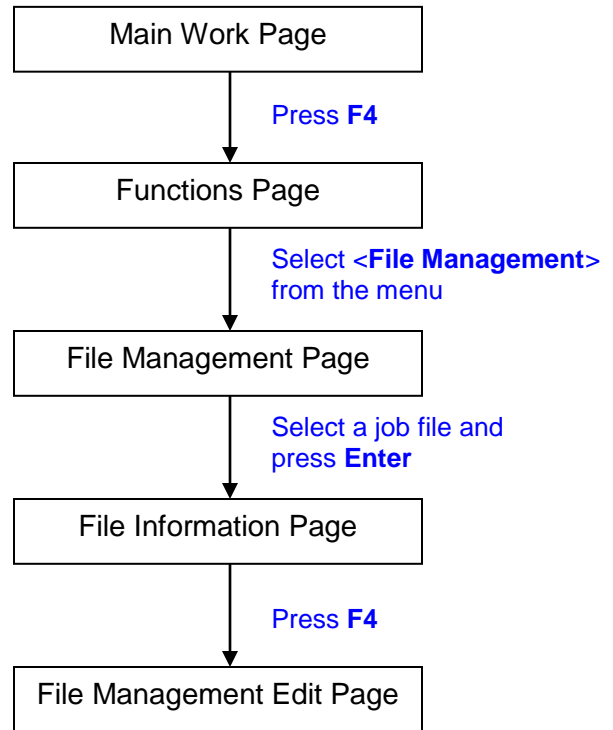 Main Work Page
Press F4
Functions Page
Select <File Management>
from the menu
File Management Page
Select a job file and
press Enter
File Information Page
Press F4
File Management Edit Page